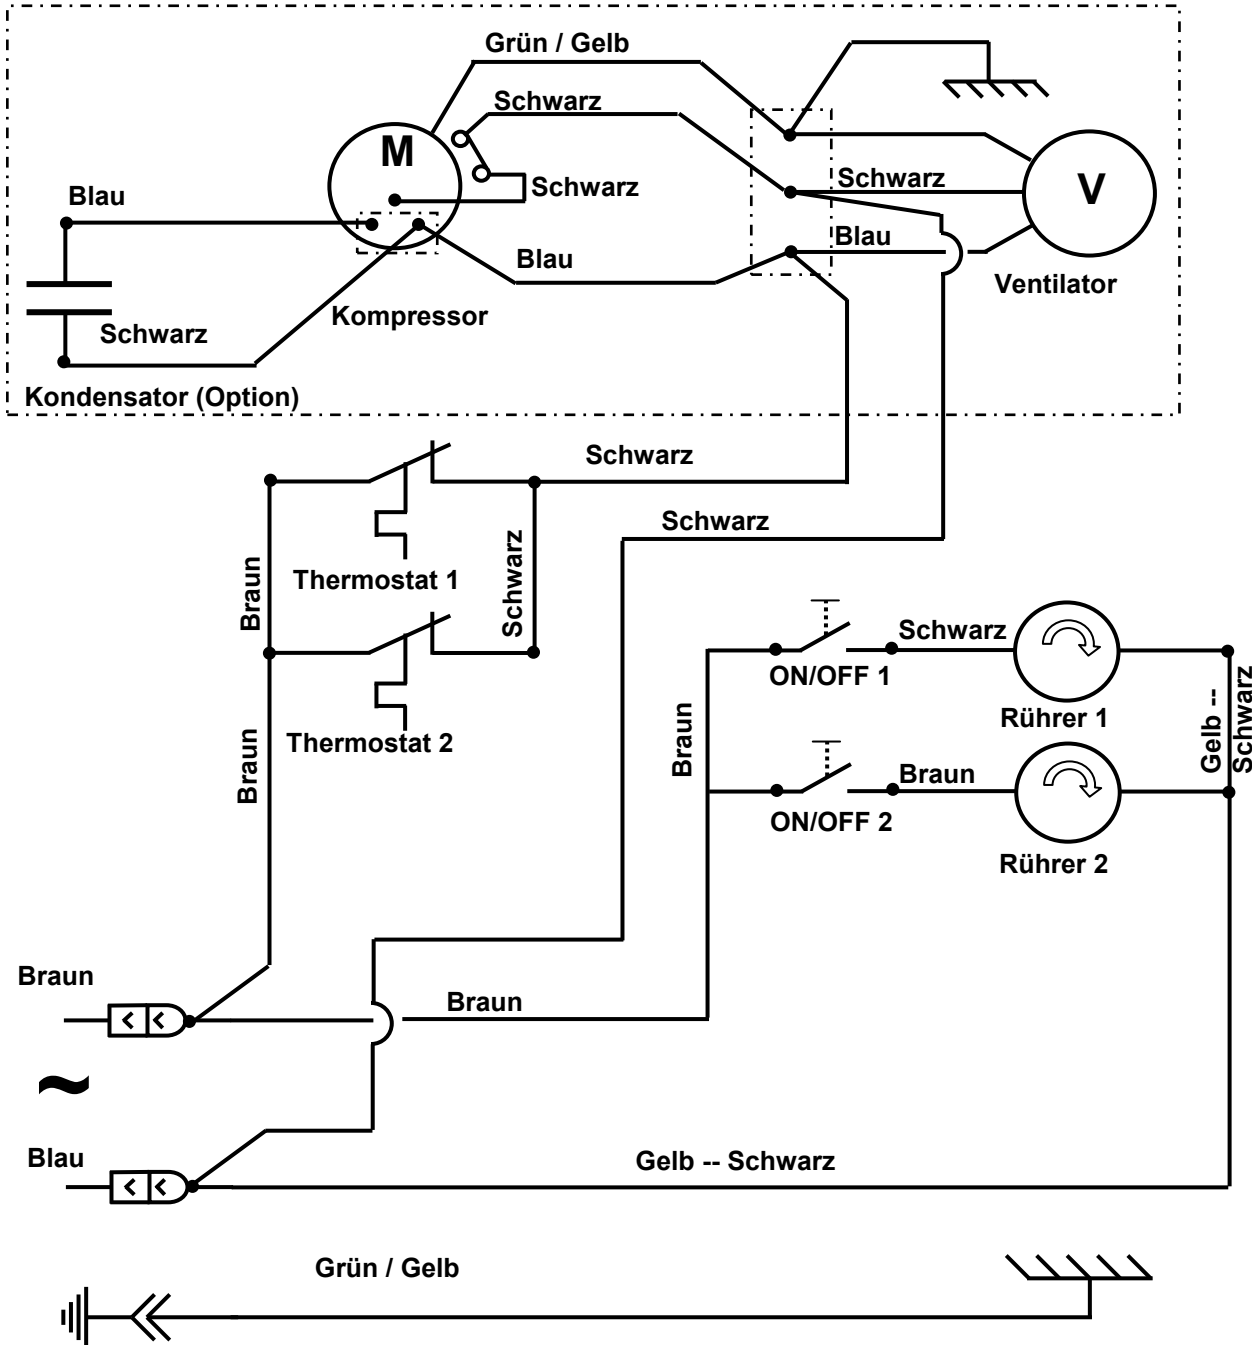 Grün / Gelb
Schwarz
M
Schwarz
Schwarz
V
Blau
Blau
Blau
Ventilator
Kompressor
Schwarz
Kondensator (Option)
Schwarz
Schwarz
Braun
Schwarz
Thermostat 1
Schwarz
ON/OFF 1
Rührer 1
Braun
Gelb --
Schwarz
Thermostat 2
Braun
Braun
ON/OFF 2
Rührer 2
Braun
Braun
~
Blau
Gelb -- Schwarz
Grün / Gelb